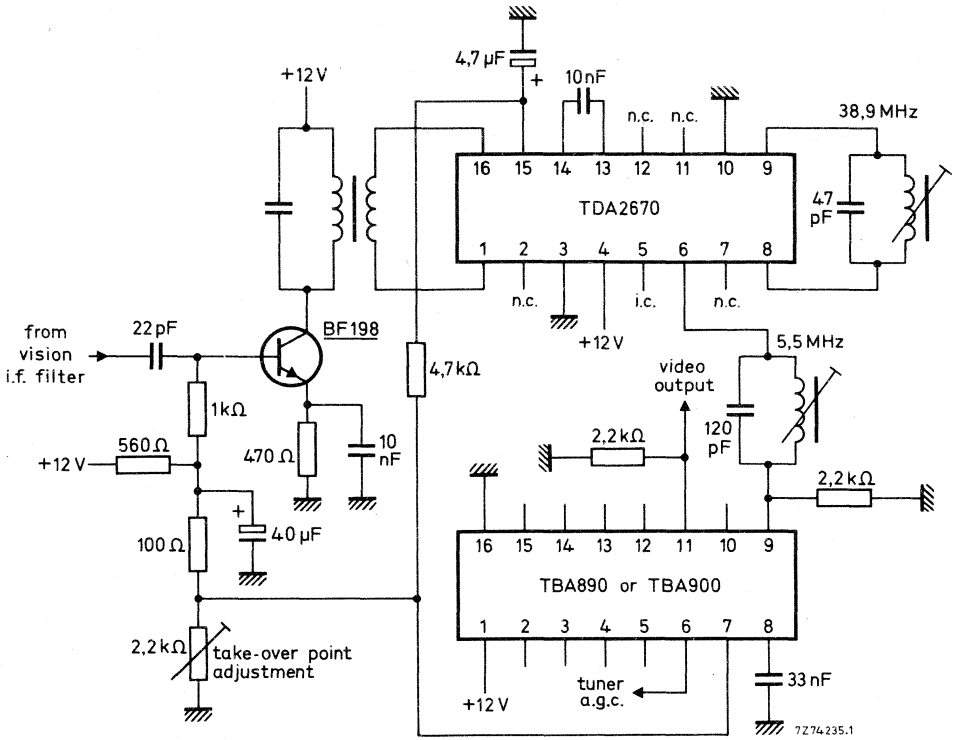 4,7 µF
+
+12 V
10 nF
n.c.
n.c.
38,9 MHz
16 15 14 13 12 11 10 9
TDA2670
1 2 3 4 5 6 7 8
47
pF
n.c.
i.c.
n.c.
+12 V
from
vision
i.f. filter
22 pF
BF198
4,7 kΩ
5,5 MHz
video
output
1 kΩ
560 Ω
+12 V
470 Ω
10
nF
2,2 kΩ
120
pF
2,2 kΩ
+
40 µF
100 Ω
16 15 14 13 12 11 10 9
TBA890 or TBA900
1 2 3 4 5 6 7 8
2,2 kΩ
take-over point
adjustment
+12 V
tuner
a.g.c.
33 nF
7Z74235.1